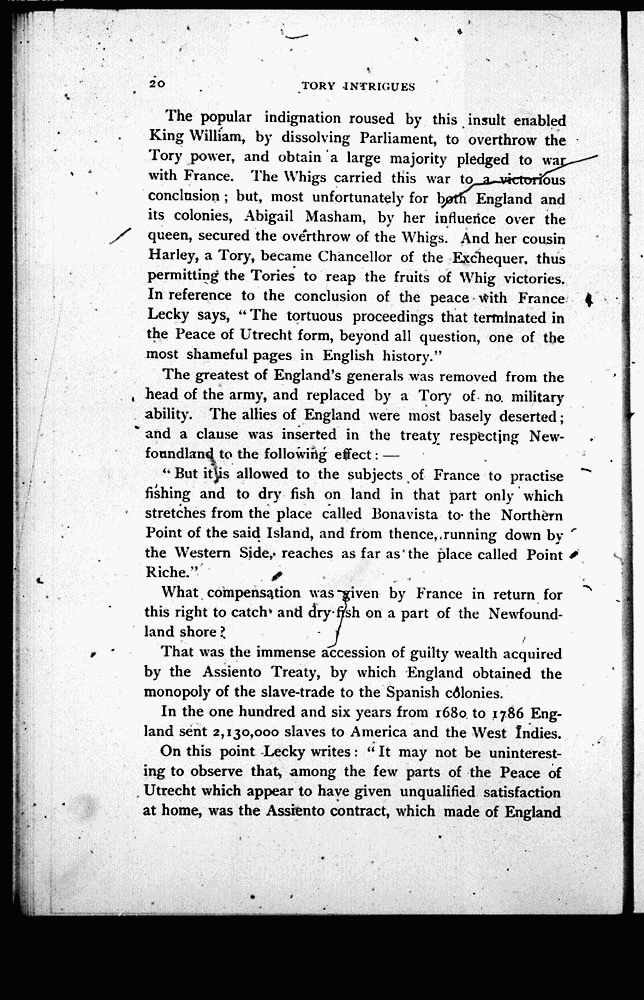 20
TORY INTRIGUES
The popular indignation roused by this insult enabled
King William, by dissolving Parliament, to overthrow the
Tory power, and obtain a large majority pledged to war
with France. The Whigs carried this war to a victorious
conclusion; but, most unfortunately for both England and
its colonies, Abigail Masham, by her influence over the
queen, secured the overthrow of the Whigs. And her cousin
Harley, a Tory, became Chancellor of the Exchequer, thus
permitting the Tories to reap the fruits of Whig victories.
In reference to the conclusion of the peace with France
Lecky says, "The tortuous proceedings that terminated in
the Peace of Utrecht form, beyond all question, one of the
most shameful pages in English history."
The greatest of England's generals was removed from the
head of the army, and replaced by a Tory of no military
ability. The allies of England were most basely deserted;
and a clause was inserted in the treaty respecting New-
foundland to the following effect: —
"But it is allowed to the subjects of France to practise
fishing and to dry fish on land in that part only which
stretches from the place called Bonavista to the Northern
Point of the said Island, and from thence, running down by
the Western Side, reaches as far as the place called Point
Riche."
What compensation was given by France in return for
this right to catch and dry fish on a part of the Newfound-
land shore?
That was the immense accession of guilty wealth acquired
by the Assiento Treaty, by which England obtained the
monopoly of the slave-trade to the Spanish colonies.
In the one hundred and six years from 1680 to 1786 Eng-
land sent 2,130,000 slaves to America and the West Indies.
On this point Lecky writes: "It may not be uninterest-
ing to observe that, among the few parts of the Peace of
Utrecht which appear to have given unqualified satisfaction
at home, was the Assiento contract, which made of England